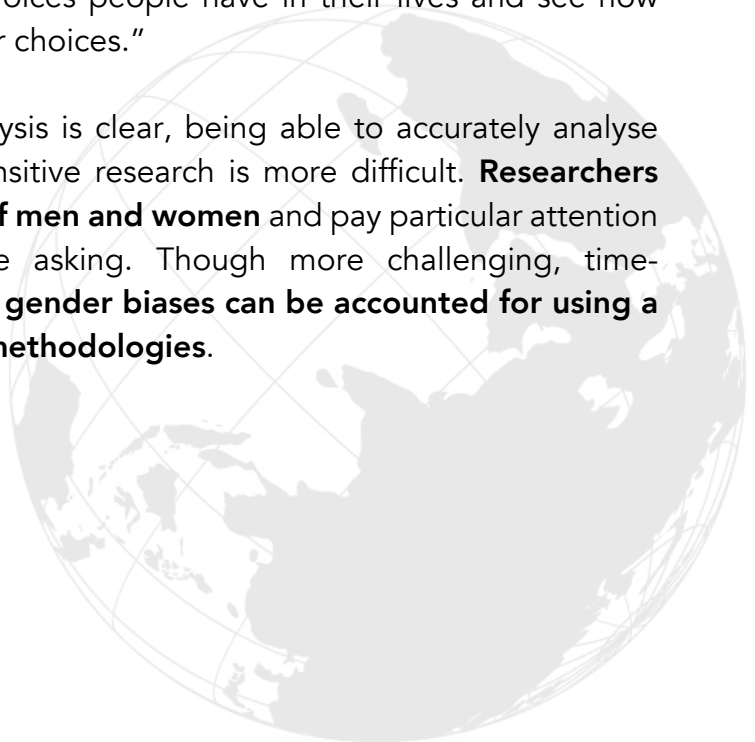 oices people have in their lives and see how
r choices.”
ysis is clear, being able to accurately analyse
nsitive research is more difficult. Researchers
f men and women and pay particular attention
e asking. Though more challenging, time-
gender biases can be accounted for using a
methodologies.